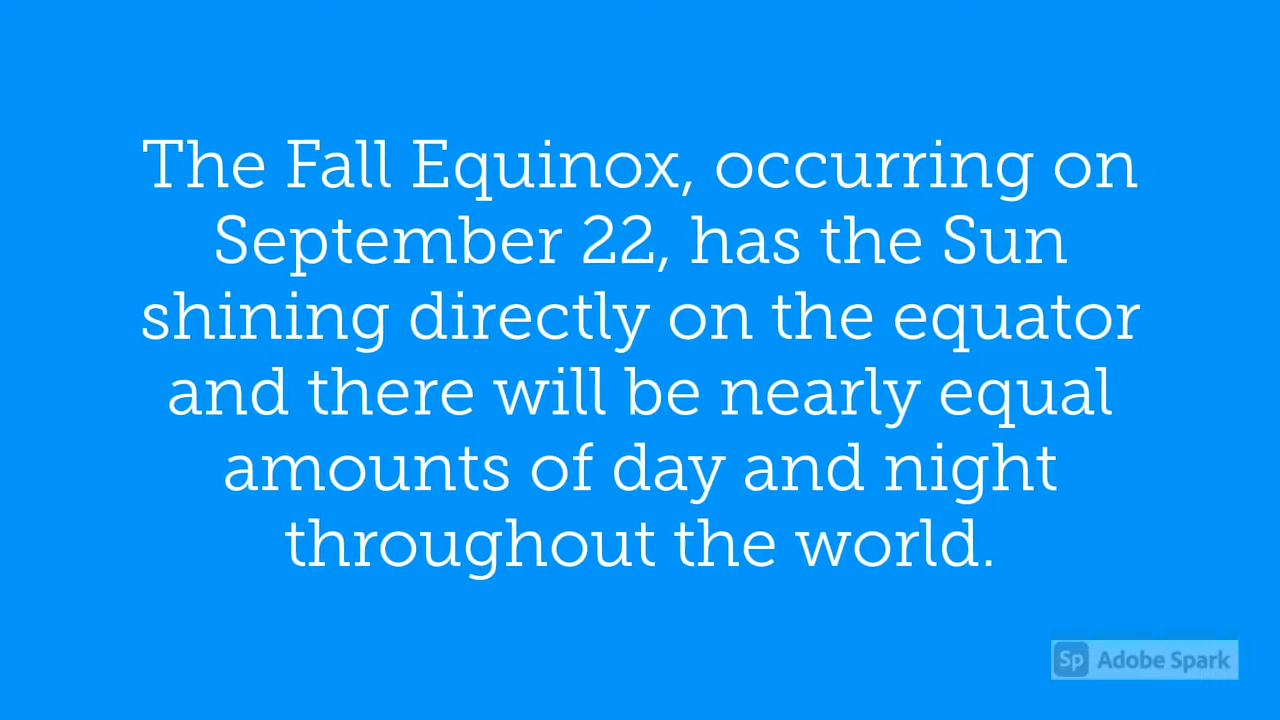 The Fall Equinox, occurring on
September 22, has the Sun
shining directly on the equator
and there will be nearly equal
amounts of day and night
throughout the world.
Sp Adobe Spark